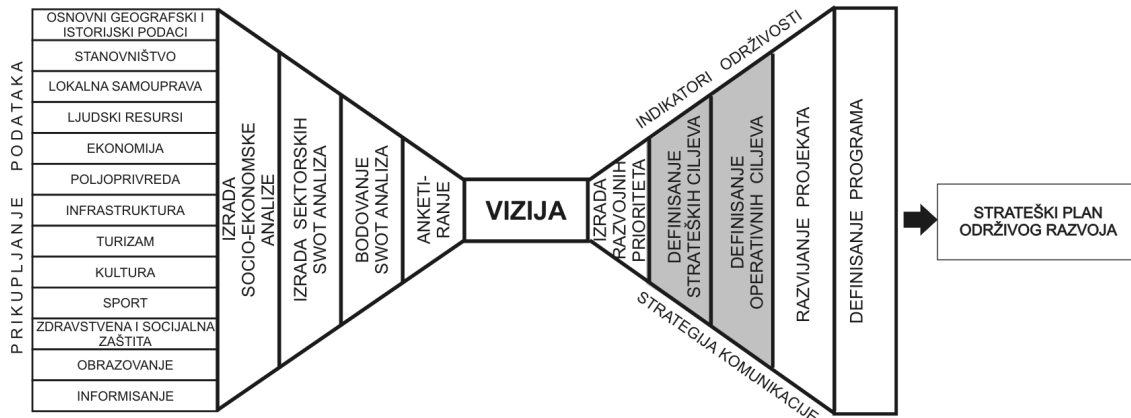 PRIKUPLJANJE PODATAKA
OSNOVNI GEOGRAFSKI I
ISTORIJSKI PODACI
STANOVNIŠTVO
LOKALNA SAMOUPRAVA
LJUDSKI RESURSI
EKONOMIJA
POLJOPRIVREDA
INFRASTRUKTURA
TURIZAM
KULTURA
SPORT
ZDRAVSTVENA I SOCIJALNA
ZAŠTITA
OBRAZOVANJE
INFORMISANJE
IZRADA
SOCIO-EKONOMSKE
ANALIZE
IZRADA SEKTORSKIH
SWOT ANALIZA
BODOVANJE
SWOT ANALIZA
ANKETI-
RANJE
VIZIJA
INDIKATORI ODRŽIVOSTI
IZRADA
RAZVOJNIH
PRIORITETA
DEFINISANJE
STRATEŠKIH CILJEVA
DEFINISANJE
OPERATIVNIH CILJEVA
RAZVIJANJE PROJEKATA
DEFINISANJE PROGRAMA
STRATEGIJA KOMUNIKACIJE
STRATEŠKI PLAN
ODRŽIVOG RAZVOJA